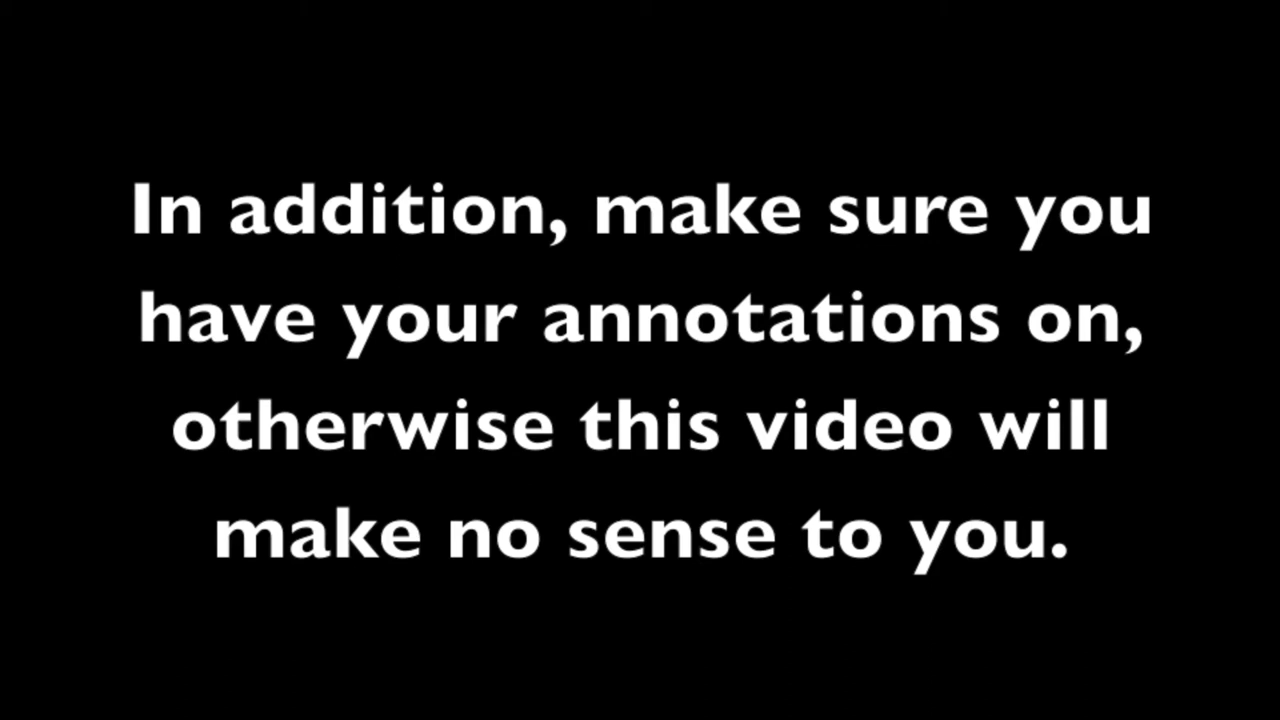 In addition, make sure you
have your annotations on,
otherwise this video will
make no sense to you.